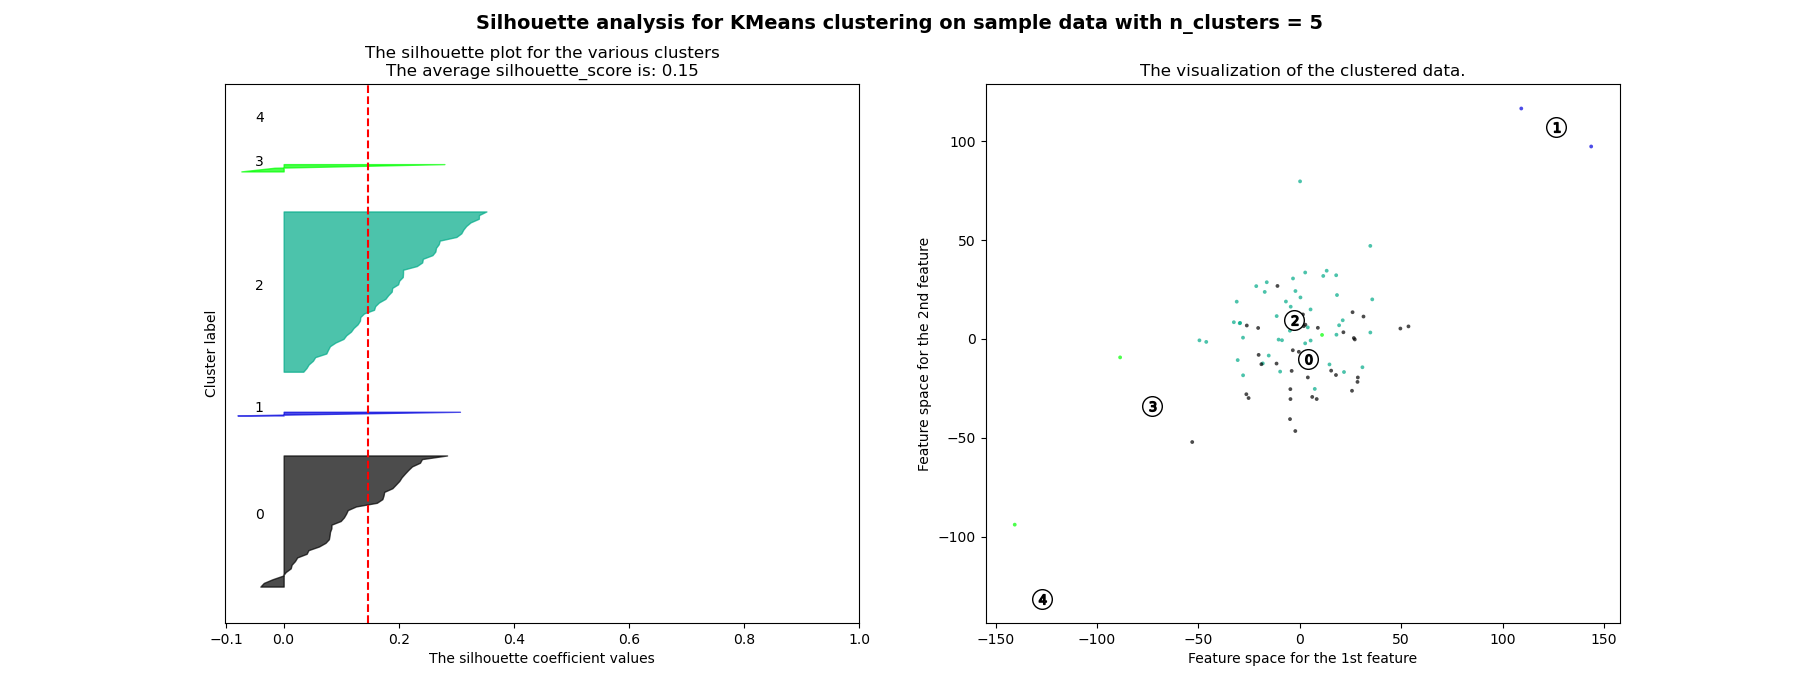 Silhouette analysis for KMeans clustering on sample data with n_clusters = 5
The silhouette plot for the various clusters
The average silhouette_score is: 0.15
4
3
2
1
0
Cluster label
−0.1 0.0 0.2 0.4 0.6 0.8 1.0
The silhouette coefficient values
The visualization of the clustered data.
1
2
0
3
4
100
50
0
−50
−100
Feature space for the 2nd feature
−150 −100 −50 0 50 100 150
Feature space for the 1st feature